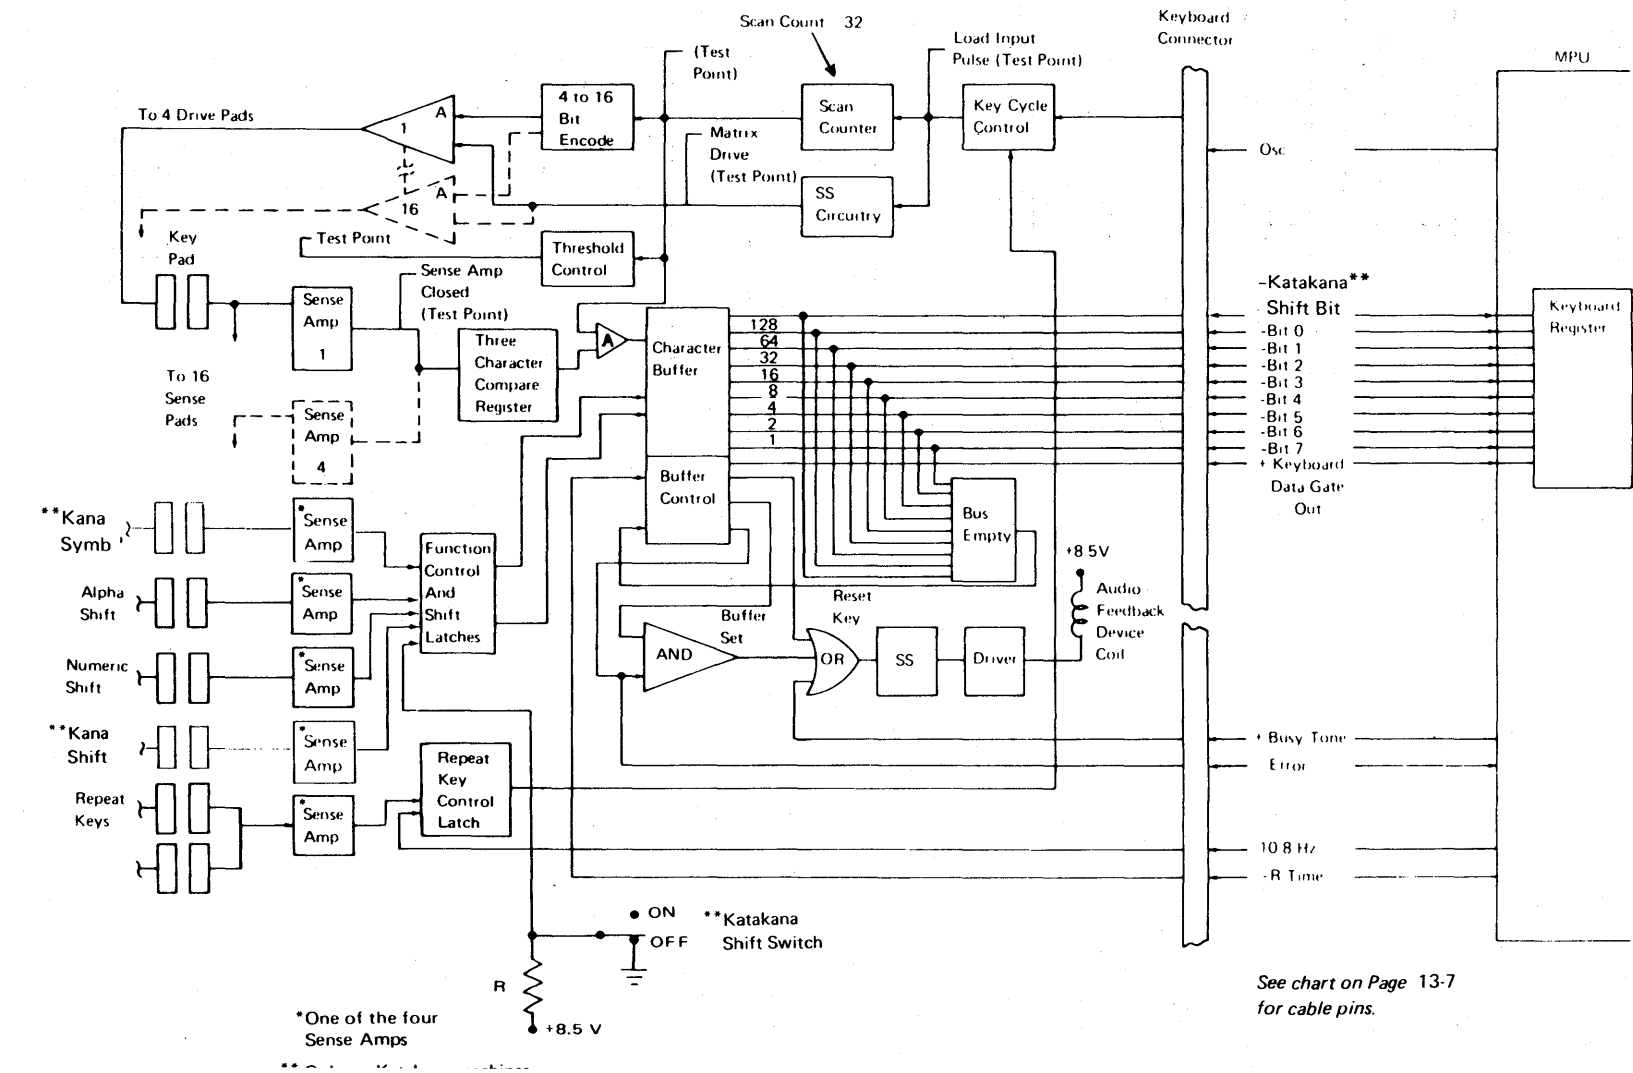 Scan Count 32
Keyboard
Connector
(Test
Point)
Load Input
Pulse (Test Point)
MPU
To 4 Drive Pads
1
A
4 to 16
Bit
Encode
Scan
Counter
Key Cycle
Control
Matrix
Drive
(Test Point)
Osc
16
A
SS
Circuitry
Key
Pad
Test Point
Threshold
Control
Sense Amp
Closed
(Test Point)
-Katakana**
Shift Bit
Sense
Amp
1
Three
Character
Compare
Register
A
Character
Buffer
128
64
32
16
8
4
2
1
-Bit 0
-Bit 1
-Bit 2
-Bit 3
-Bit 4
-Bit 5
-Bit 6
-Bit 7
+ Keyboard
Data Gate
Out
Keyboard
Register
To 16
Sense
Pads
Sense
Amp
4
Buffer
Control
Bus
Empty
**Kana
Symb
*Sense
Amp
Function
Control
And
Shift
Latches
+8.5V
Audio
Feedback
Device
Coil
Alpha
Shift
*Sense
Amp
Reset
Key
Buffer
Set
AND
OR
SS
Driver
Numeric
Shift
*Sense
Amp
**Kana
Shift
*Sense
Amp
+ Busy Tone
Error
Repeat
Keys
*Sense
Amp
Repeat
Key
Control
Latch
10.8 Hz
-R Time
ON
OFF
**Katakana
Shift Switch
R
+8.5 V
*One of the four
Sense Amps
See chart on Page 13-7
for cable pins.